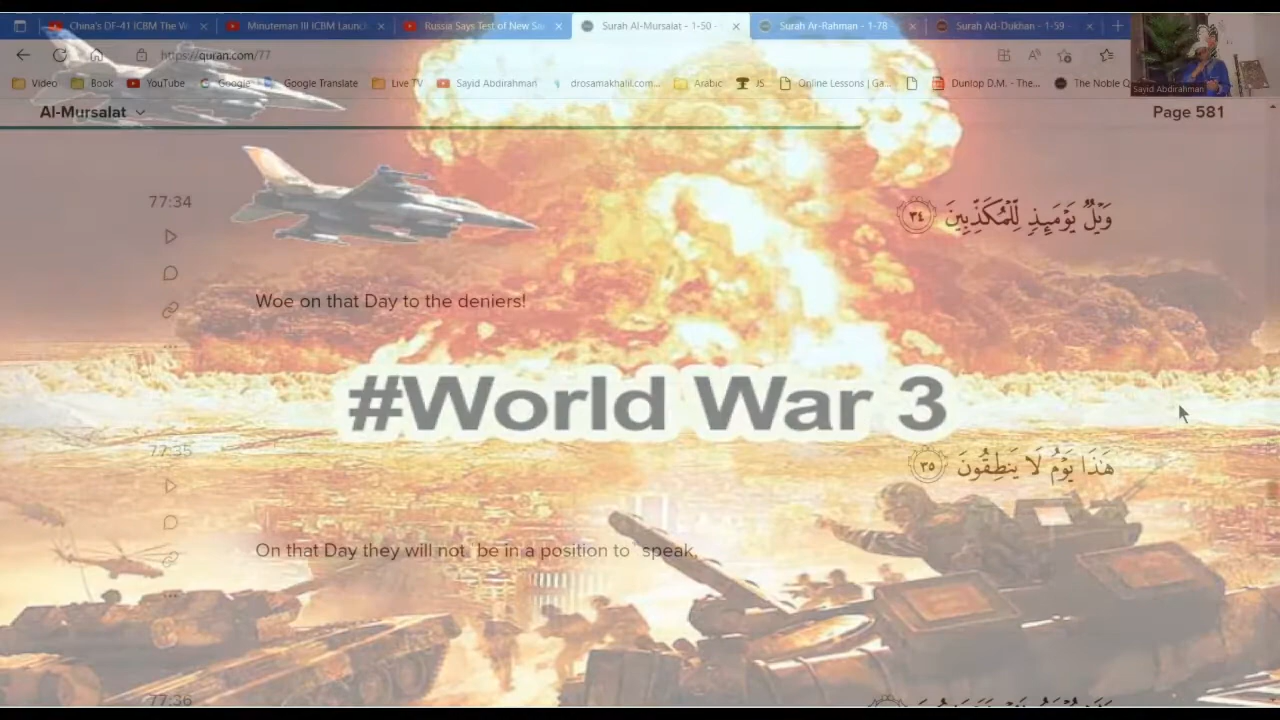 China's DF-41 ICBM The W
Minuteman III ICBM Launch
Russia Says Test of New Sa
Surah Al-Mursalat - 1-50 -
Surah Ar-Rahman - 1-78
Surah Ad-Dukhan - 1-59
https://quran.com/77
Video
Book
YouTube
Google
Google Translate
Live TV
Sayid Abdirahman
drosamakhalil.com...
Arabic
JS
Online Lessons | Ga...
Dunlop D.M. - The...
The Noble Q
Sayid Abdirahman
Al-Mursalat
Page 581
77:34
وَيْلٌ يَوْمَئِذٍ لِّلْمُكَذِّبِينَ ٣٤
Woe on that Day to the deniers!
#World War 3
77:35
هَٰذَا يَوْمُ لَا يَنطِقُونَ ٣٥
On that Day they will not be in a position to speak,
77:36